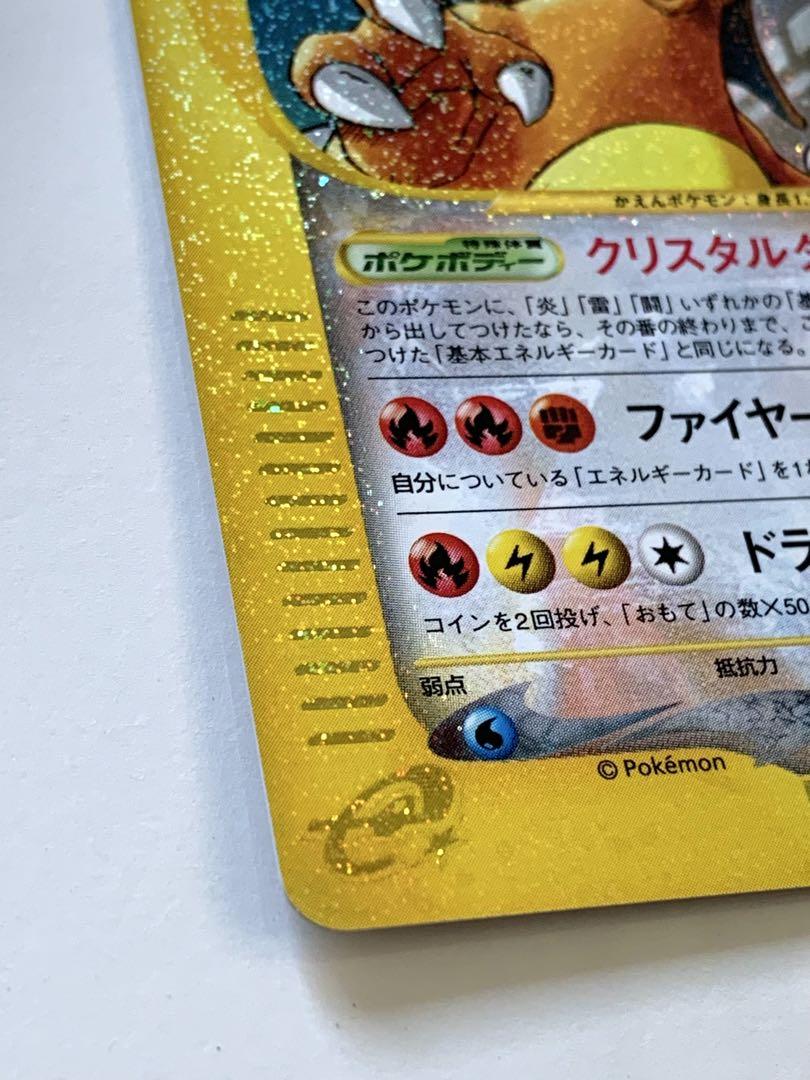 かえんポケモン:身長1.
特殊体質
ポケボディー
クリスタル
このポケモンに、「炎」「雷」「闘」いずれかの「基
から出してつけたなら、その番の終わりまで、
つけた「基本エネルギーカード」と同じになる。
ファイヤー
自分についている「エネルギーカード」を1
ドラ
コインを2回投げ、「おもて」の数×50
弱点
抵抗力
© Pokémon